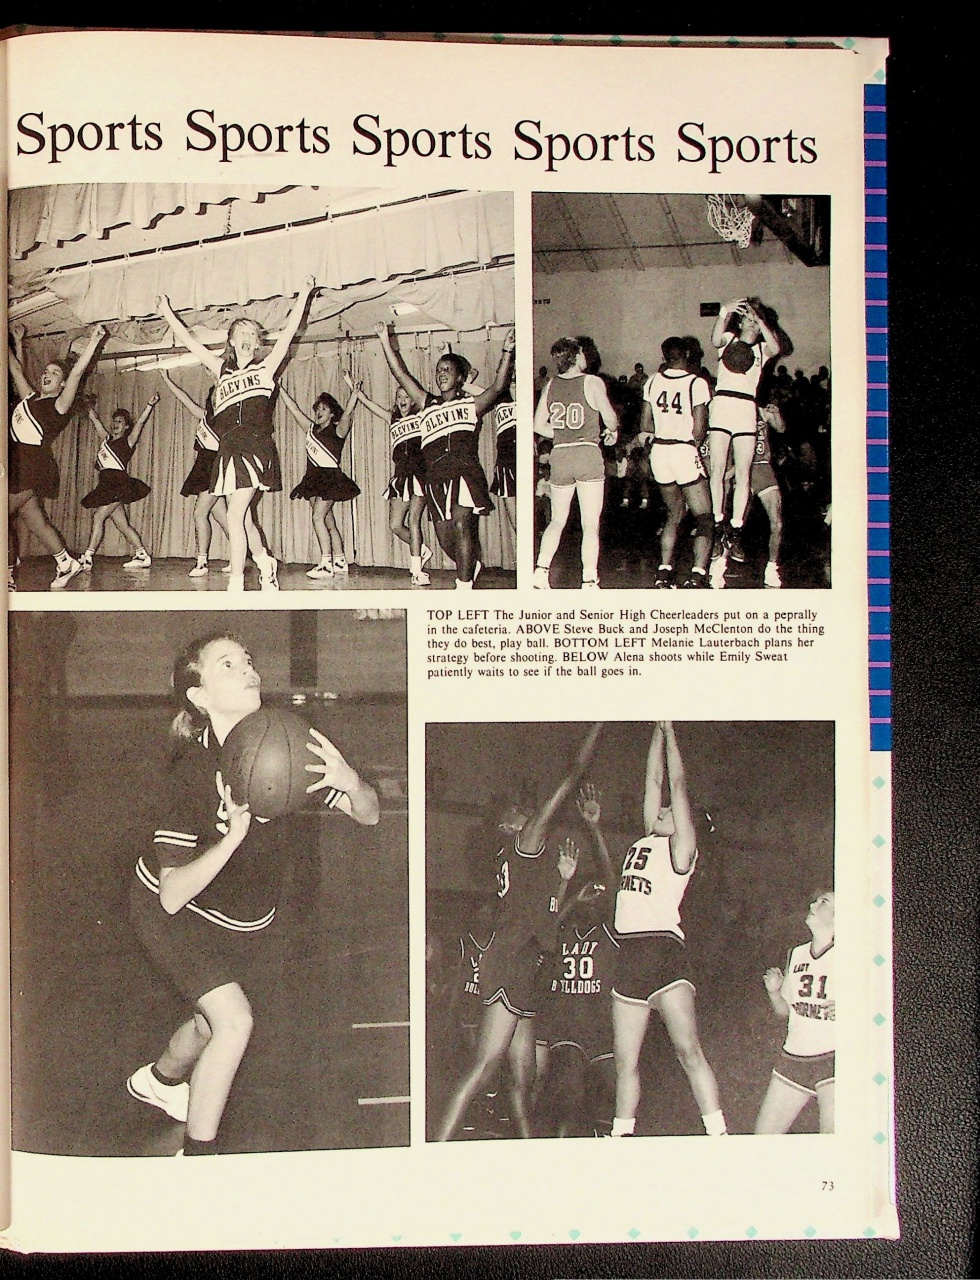 Sports Sports Sports Sports Sports
BLEVINS
BLEVINS
BLEVINS
20
44
TOP LEFT The Junior and Senior High Cheerleaders put on a peprally
in the cafeteria. ABOVE Steve Buck and Joseph McClenton do the thing
they do best, play ball. BOTTOM LEFT Melanie Lauterbach plans her
strategy before shooting. BELOW Alena shoots while Emily Sweat
patiently waits to see if the ball goes in.
25
RNETS
LADY
30
BULLDOGS
LADY
31
HORNETS
73